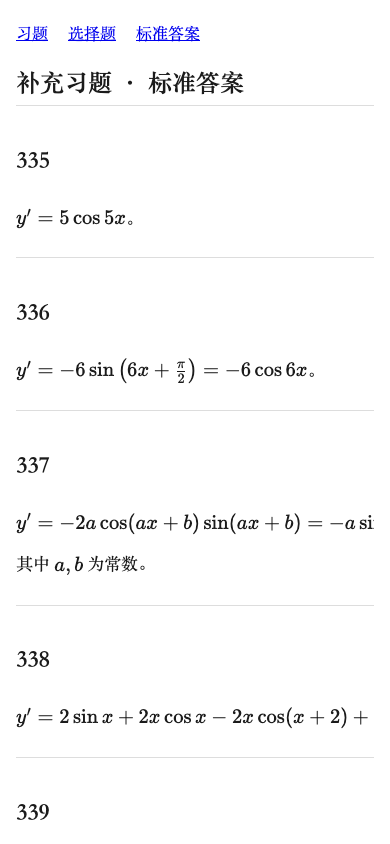 习题 选择题 标准答案
补充习题 · 标准答案
335
y′ = 5 cos 5x。
336
y′ = −6 sin (6x + π/2) = −6 cos 6x。
337
y′ = −2a cos(ax + b) sin(ax + b) = −a si
其中 a, b 为常数。
338
y′ = 2 sin x + 2x cos x − 2x cos(x + 2) +
339